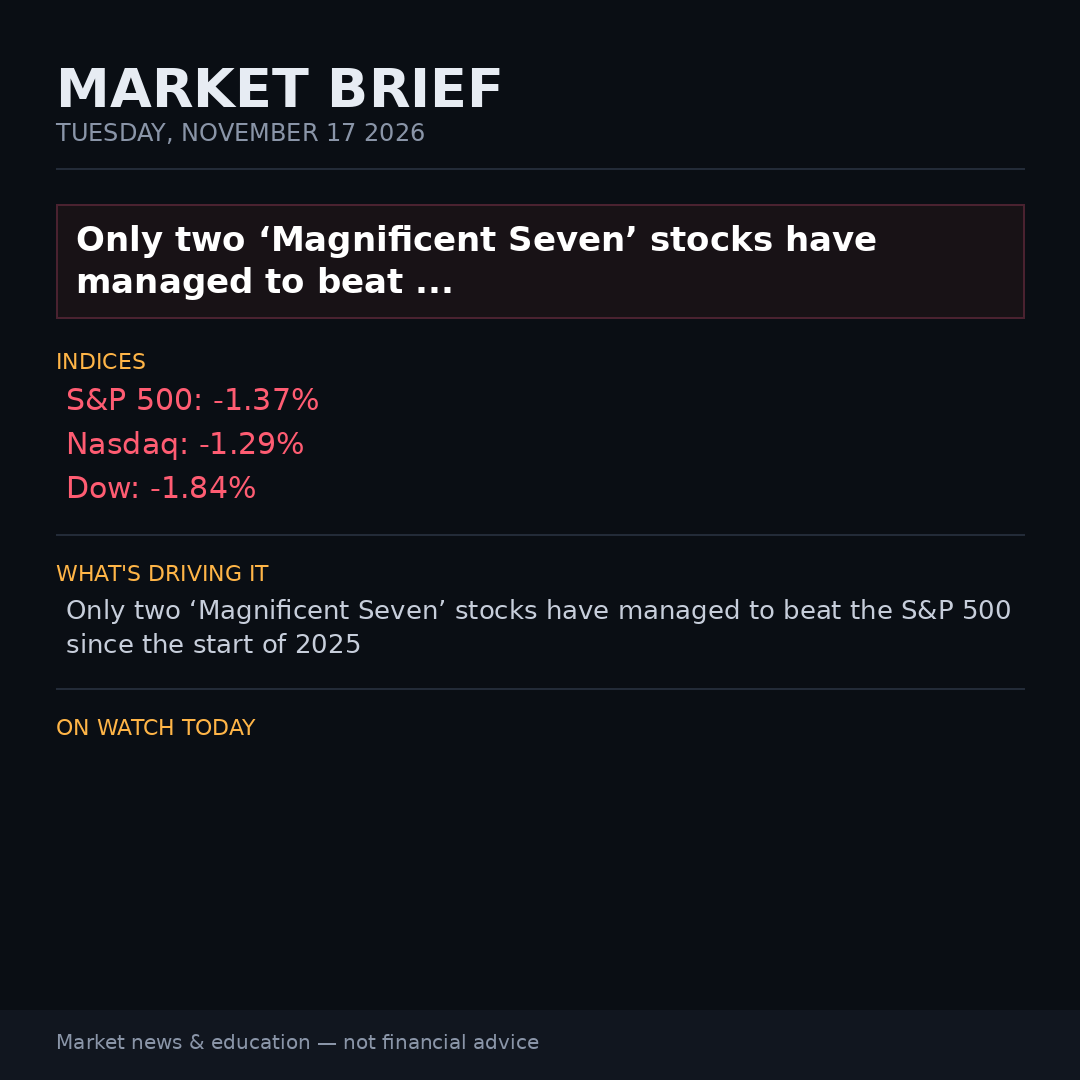 MARKET BRIEF
TUESDAY, NOVEMBER 17 2026
Only two ‘Magnificent Seven’ stocks have
managed to beat ...
INDICES
S&P 500: -1.37%
Nasdaq: -1.29%
Dow: -1.84%
WHAT'S DRIVING IT
Only two ‘Magnificent Seven’ stocks have managed to beat the S&P 500
since the start of 2025
ON WATCH TODAY
Market news & education — not financial advice